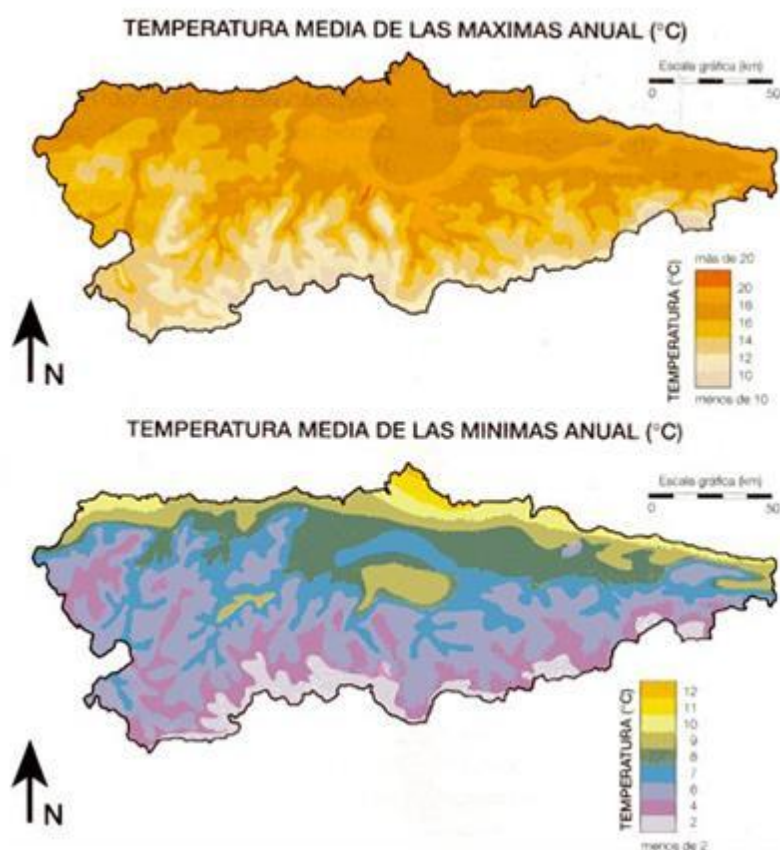 TEMPERATURA MEDIA DE LAS MAXIMAS ANUAL (°C)
Escala gráfica (km)
0 50
más de 20
20
18
16
14
12
10
menos de 10
TEMPERATURA (°C)
N
TEMPERATURA MEDIA DE LAS MINIMAS ANUAL (°C)
Escala gráfica (km)
0 50
12
11
10
9
8
7
6
4
2
menos de 2
TEMPERATURA (°C)
N